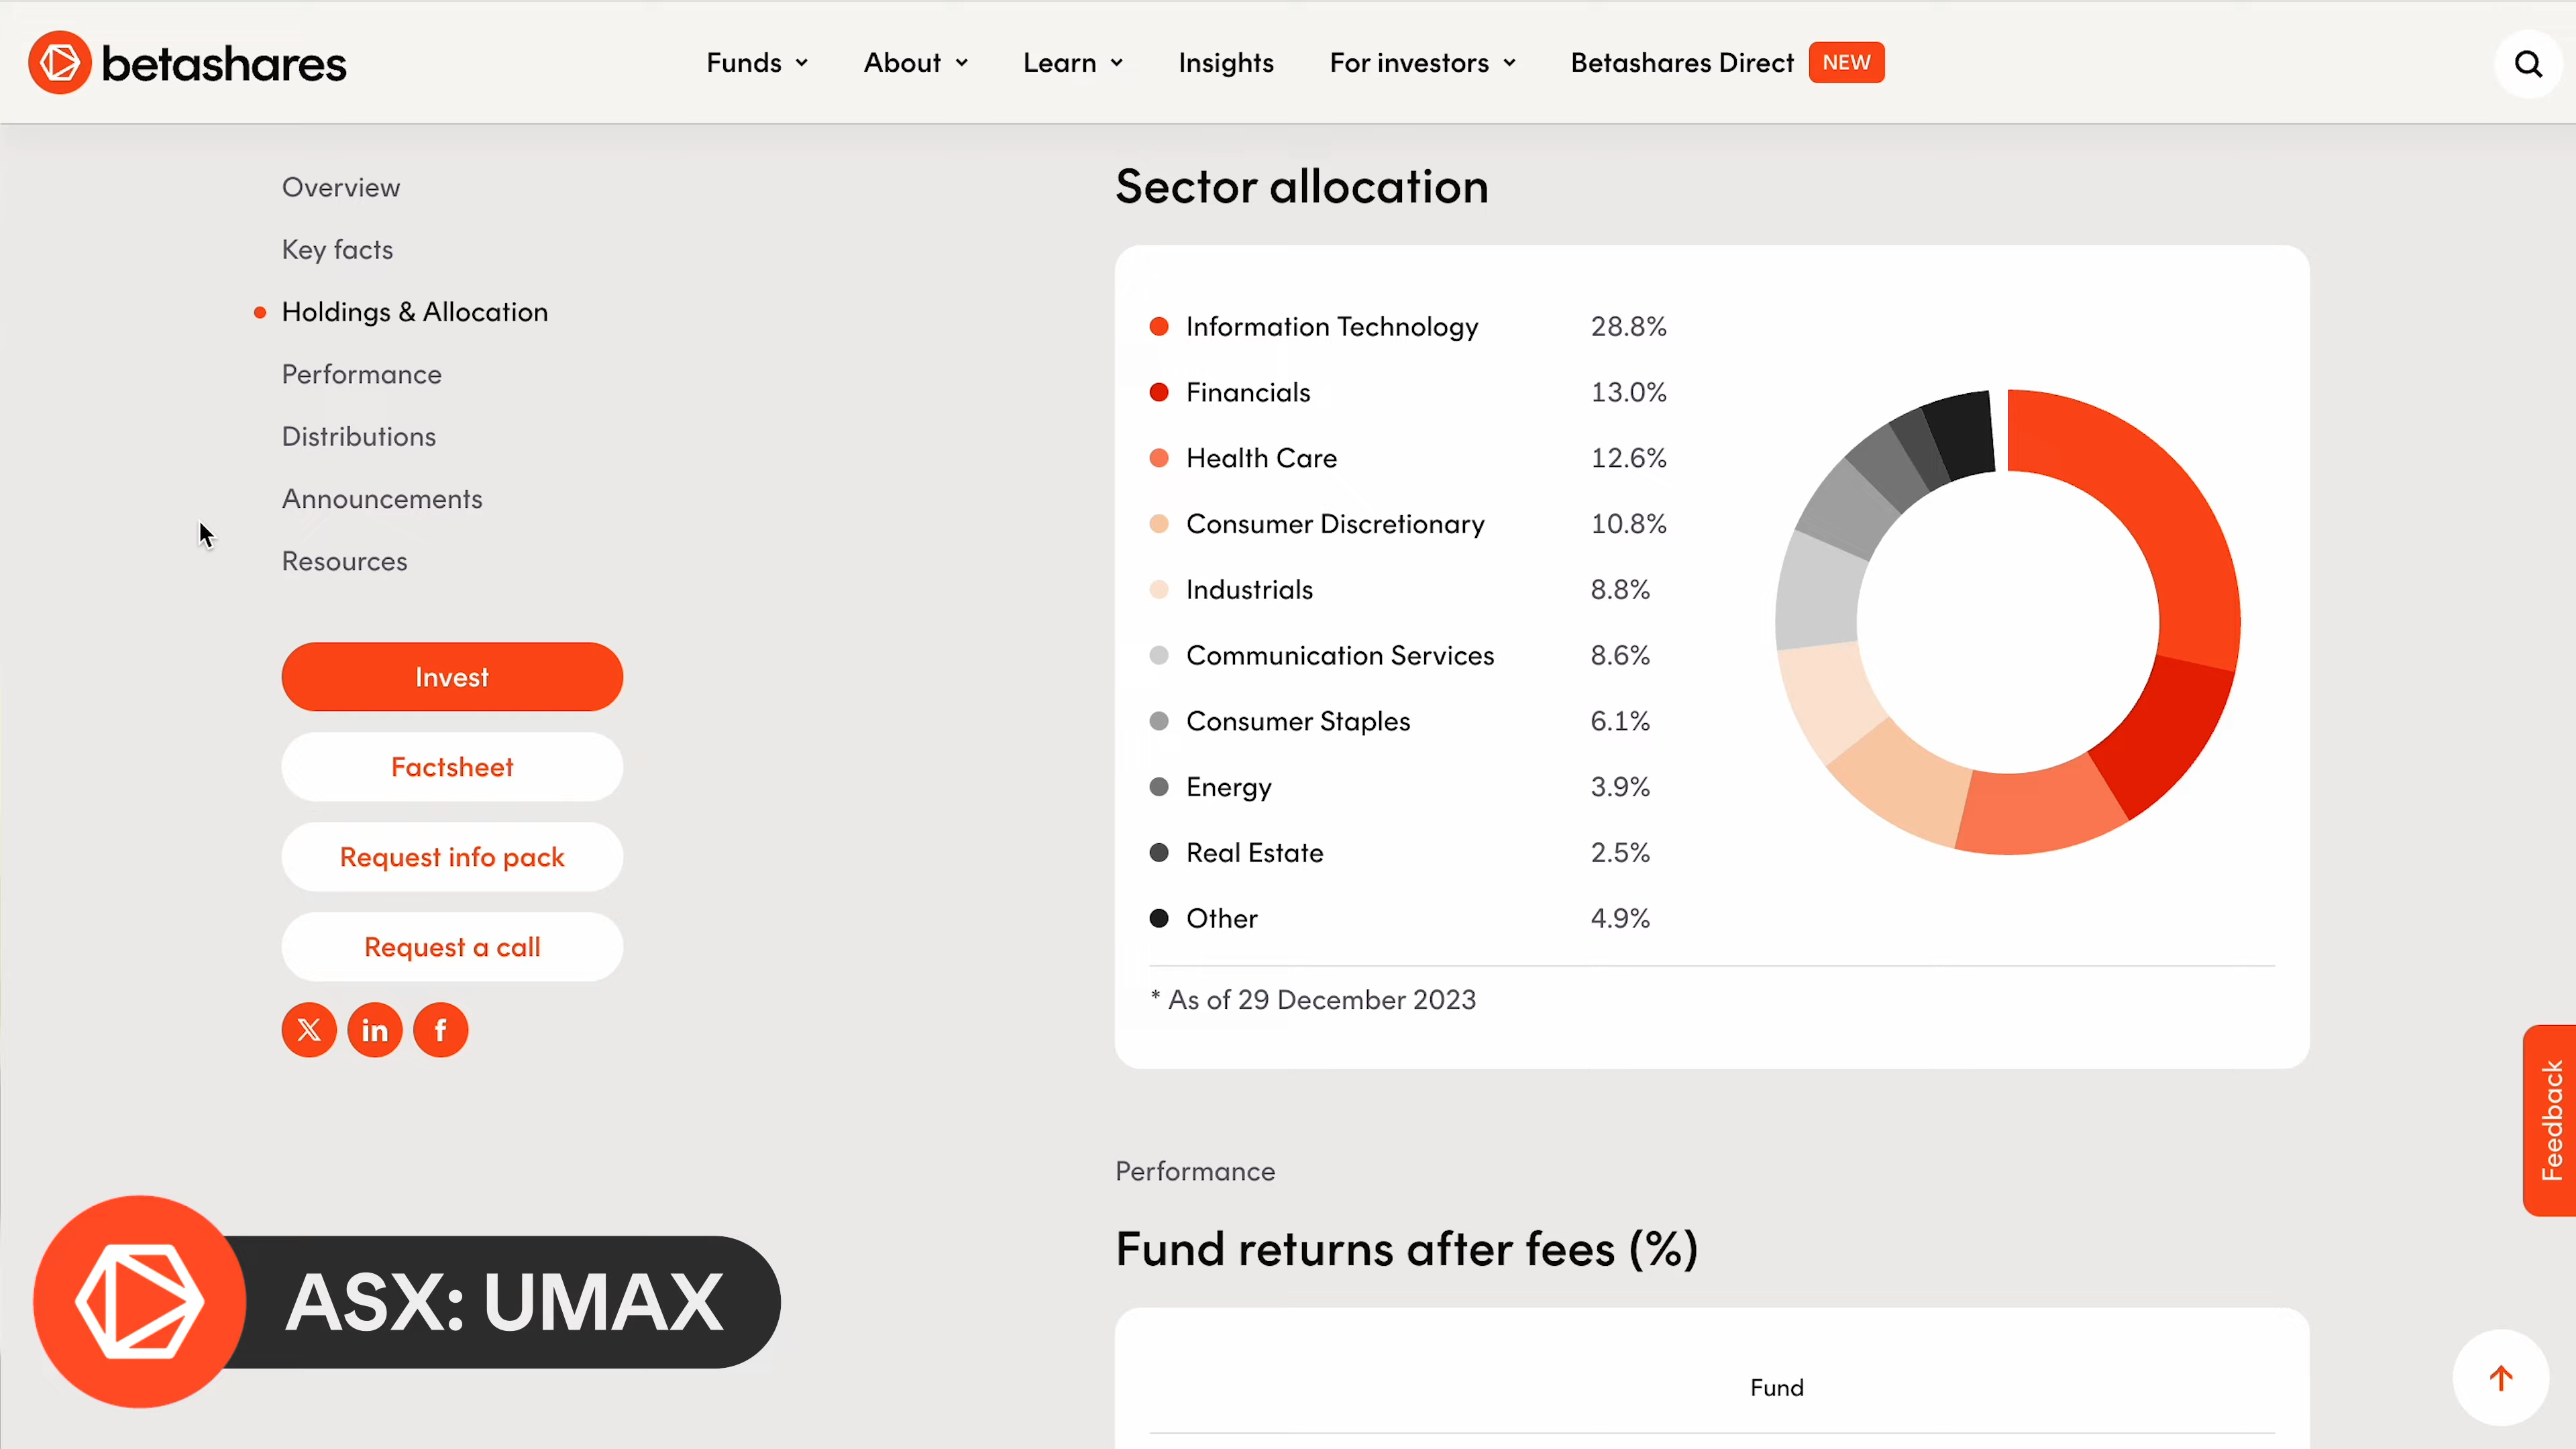 betashares
Funds
About
Learn
Insights
For investors
Betashares Direct
NEW
Overview
Key facts
Holdings & Allocation
Performance
Distributions
Announcements
Resources
Invest
Factsheet
Request info pack
Request a call
X
in
f
Sector allocation
Information Technology 28.8%
Financials 13.0%
Health Care 12.6%
Consumer Discretionary 10.8%
Industrials 8.8%
Communication Services 8.6%
Consumer Staples 6.1%
Energy 3.9%
Real Estate 2.5%
Other 4.9%
* As of 29 December 2023
Performance
Fund returns after fees (%)
Fund
Feedback
ASX: UMAX